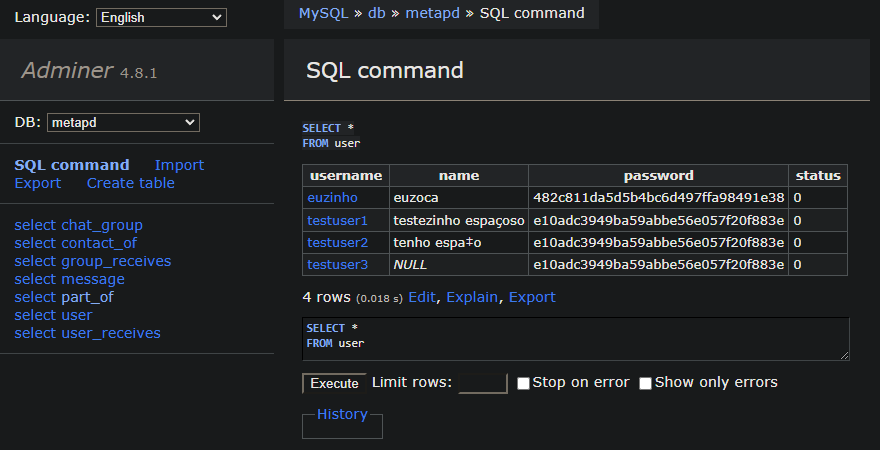 Language: English
MySQL » db » metapd » SQL command
Adminer 4.8.1
SQL command
DB: metapd
SQL command Import
Export Create table
select chat_group
select contact_of
select group_receives
select message
select part_of
select user
select user_receives
SELECT *
FROM user
username name password status
euzinho euzoca 482c811da5d5b4bc6d497ffa98491e38 0
testuser1 testezinho espaçoso e10adc3949ba59abbe56e057f20f883e 0
testuser2 tenho espa‡o e10adc3949ba59abbe56e057f20f883e 0
testuser3 NULL e10adc3949ba59abbe56e057f20f883e 0
4 rows (0.018 s) Edit, Explain, Export
SELECT *
FROM user
Execute Limit rows: Stop on error Show only errors
History